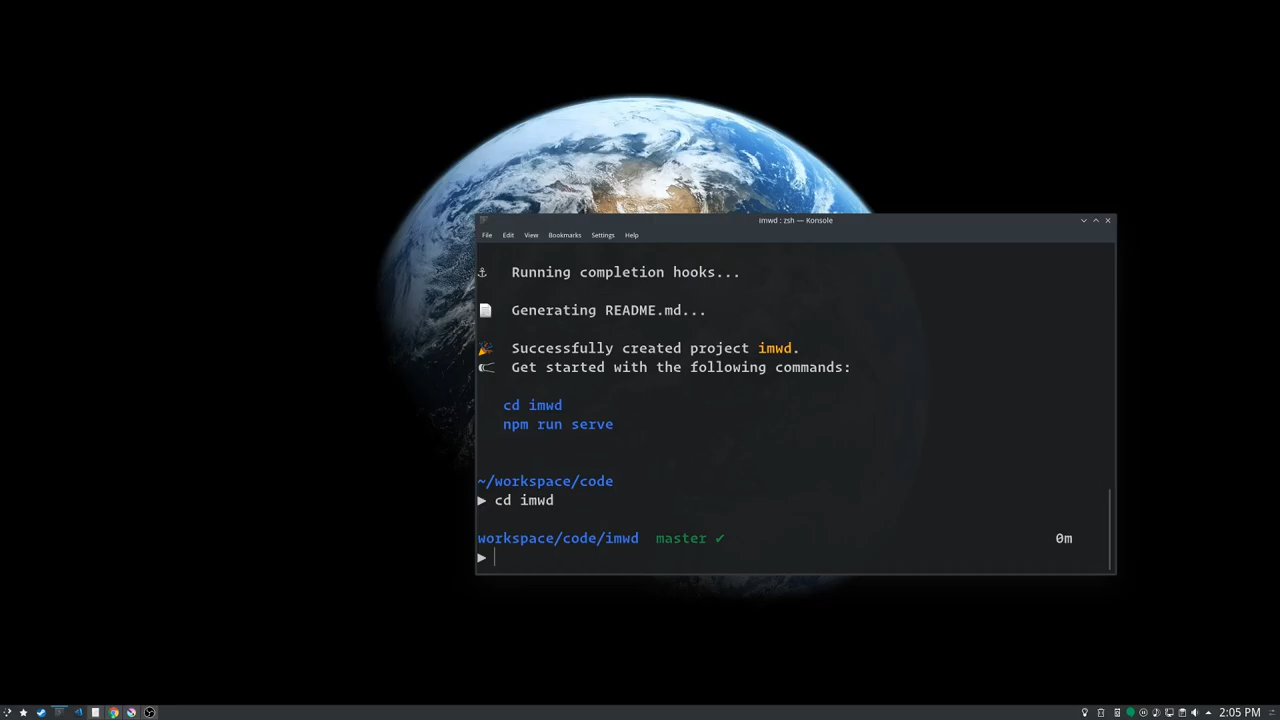 imwd : zsh — Konsole
File Edit View Bookmarks Settings Help
⚓ Running completion hooks...
📄 Generating README.md...
🎉 Successfully created project imwd.
👉 Get started with the following commands:
cd imwd
npm run serve
~/workspace/code
▶ cd imwd
workspace/code/imwd master ✔ 0m
▶
2:05 PM